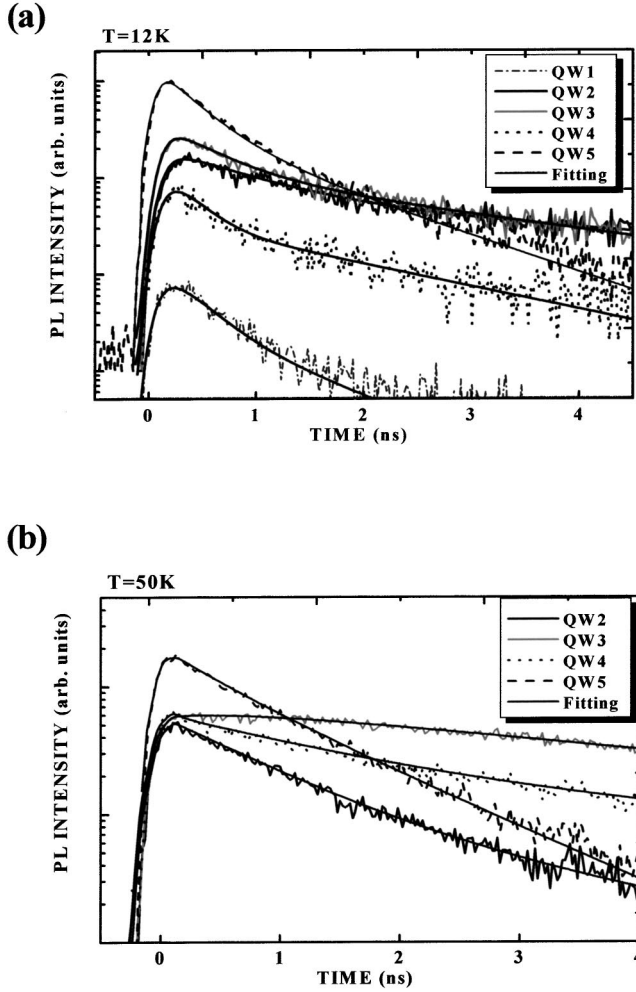 (a)
T=12K
PL INTENSITY (arb. units)
QW1
QW2
QW3
QW4
QW5
Fitting
0 1 2 3 4
TIME (ns)
(b)
T=50K
PL INTENSITY (arb. units)
QW2
QW3
QW4
QW5
Fitting
0 1 2 3 4
TIME (ns)